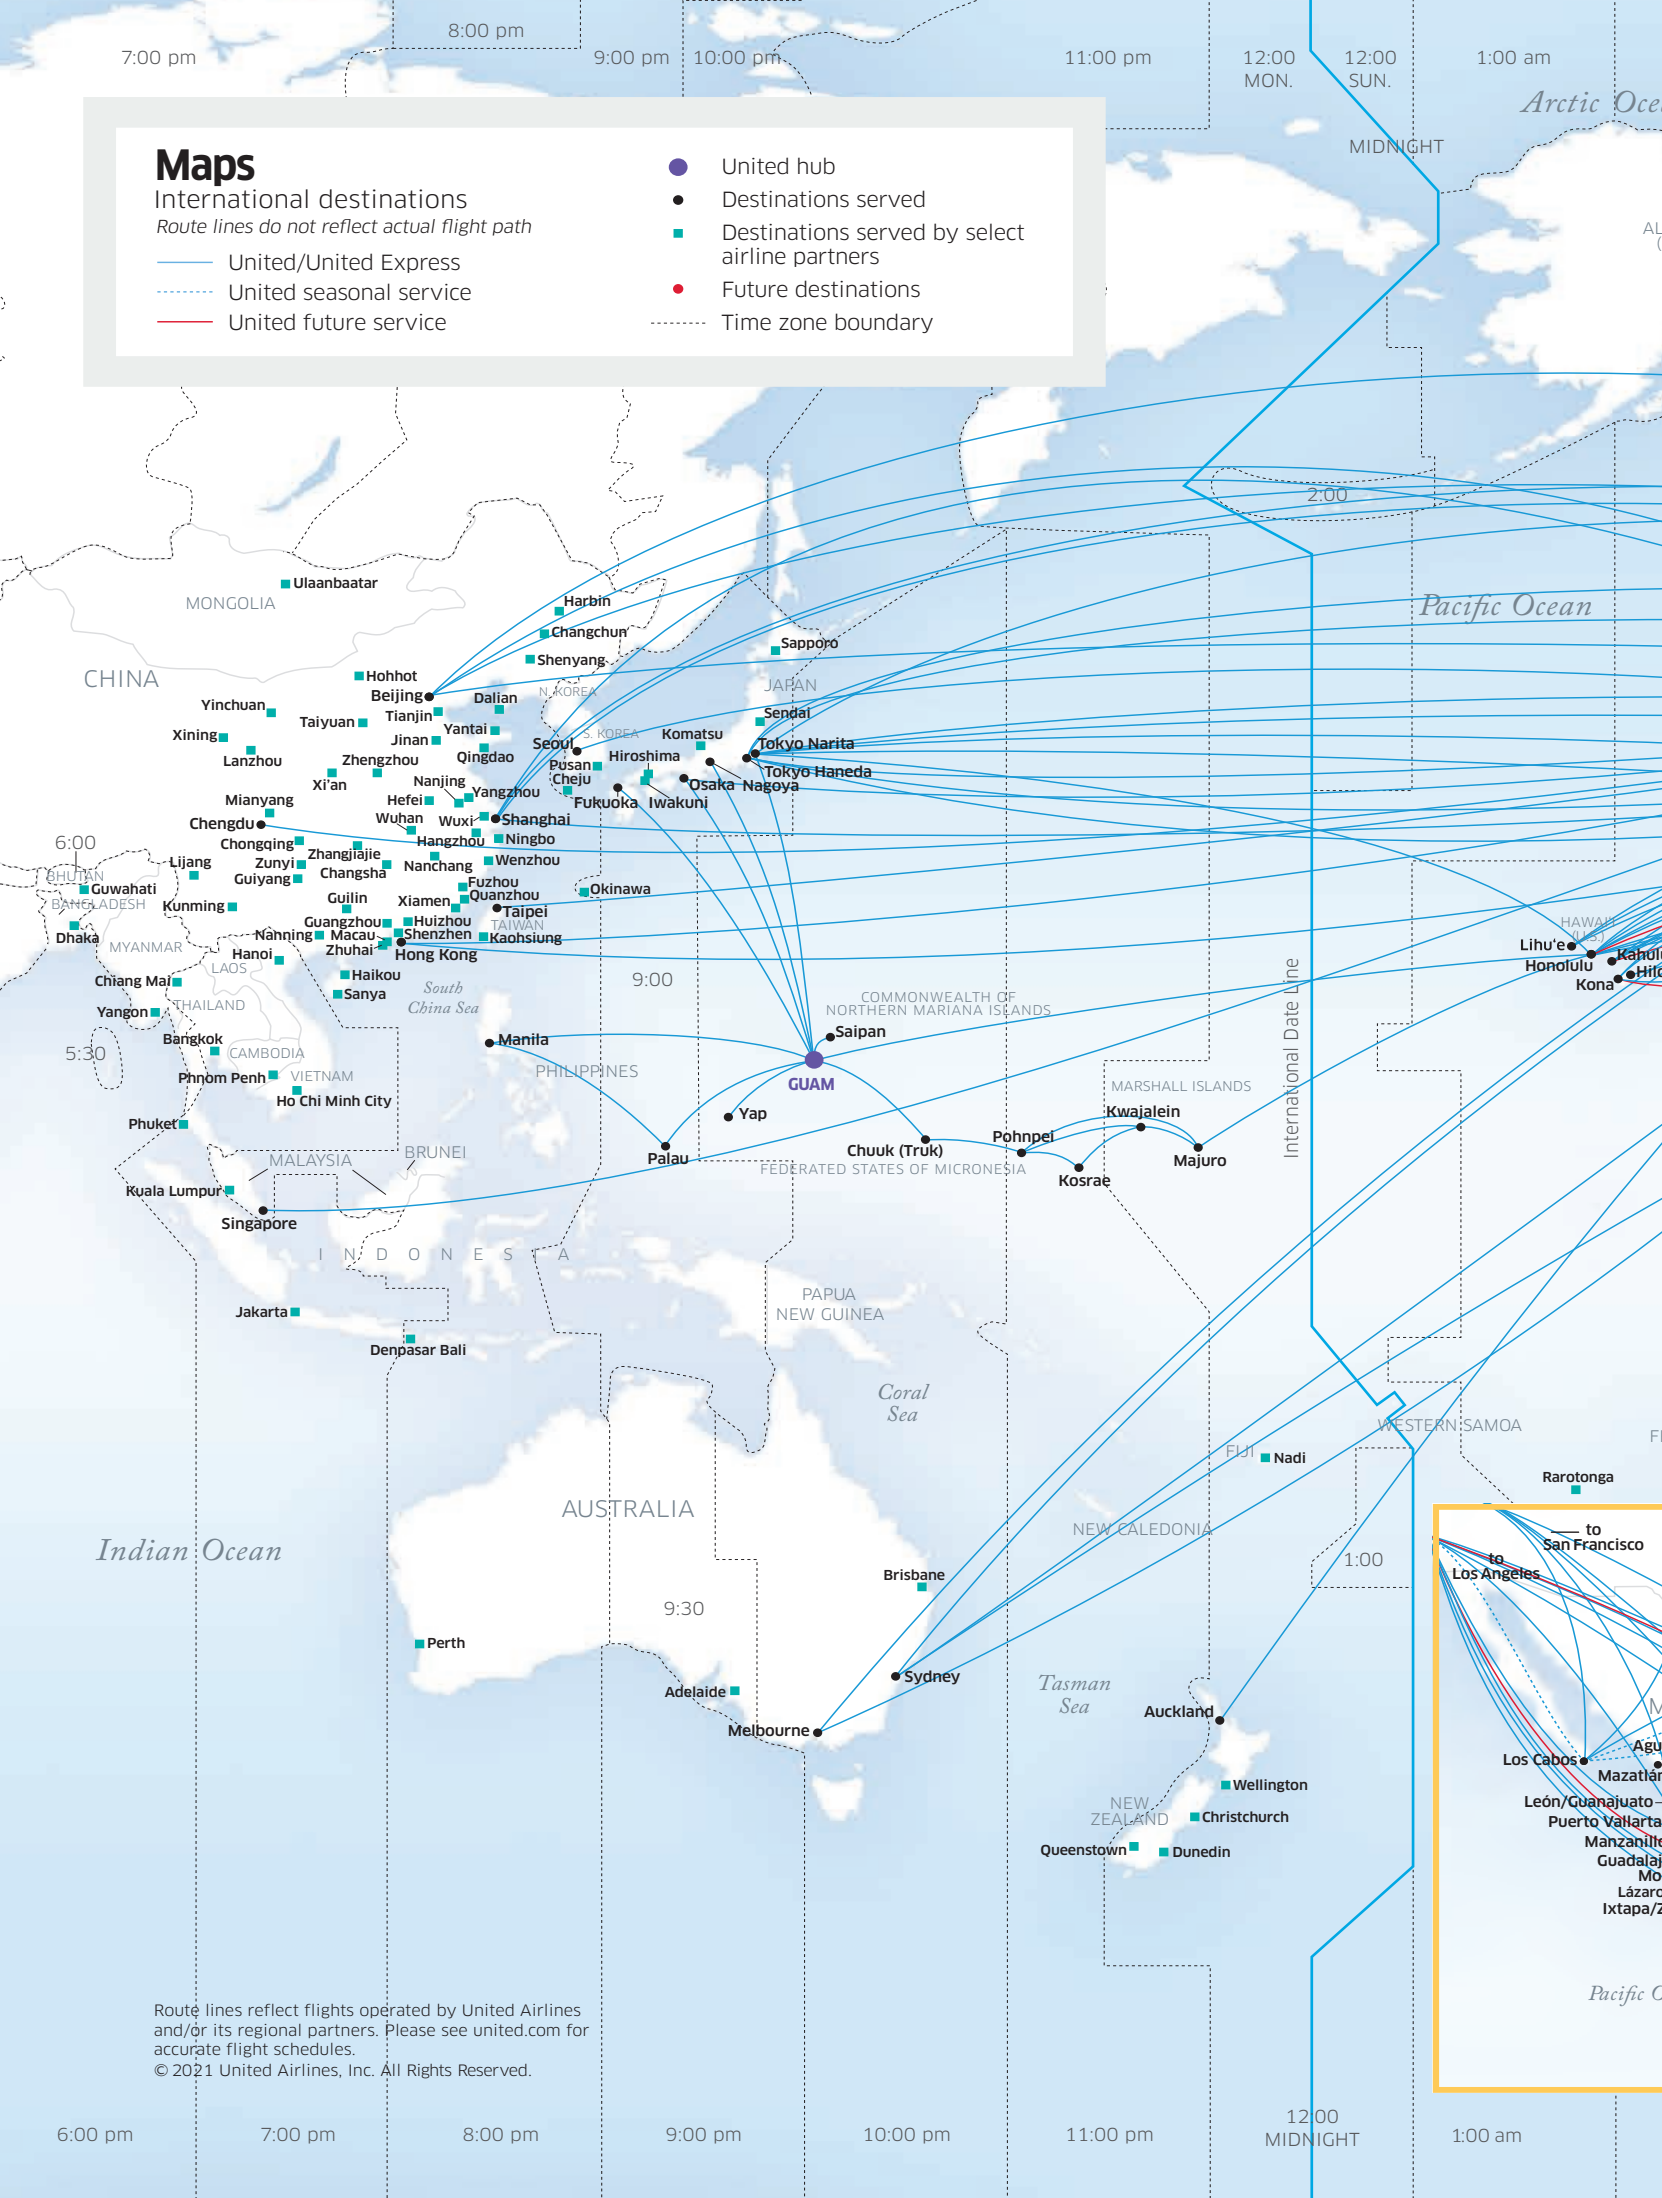 8:00 pm
7:00 pm
9:00 pm
10:00 pm
11:00 pm
12:00
MON.
12:00
SUN.
1:00 am
MIDNIGHT
Maps
International destinations
Route lines do not reflect actual flight path
United/United Express
United seasonal service
United future service
United hub
Destinations served
Destinations served by select
airline partners
Future destinations
Time zone boundary
2:00
Pacific Ocean
Ulaanbaatar
MONGOLIA
Harbin
Changchun
Shenyang
Sapporo
CHINA
Hohhot
Beijing
N. KOREA
JAPAN
Yinchuan
Dalian
Tianjin
Taiyuan
Sendai
Yantai
Xining
Jinan
Seoul
S. KOREA
Komatsu
Tokyo Narita
Lanzhou
Zhengzhou
Qingdao
Pusan
Hiroshima
Tokyo Haneda
Xi'an
Nanjing
Cheju
Osaka
Nagoya
Yangzhou
Mianyang
Hefei
Fukuoka
Iwakuni
Chengdu
Wuhan
Wuxi
Shanghai
Chongqing
Hangzhou
Ningbo
6:00
Lijang
Zunyi
Zhangjiajie
Nanchang
Wenzhou
BHUTAN
Guiyang
Changsha
Guwahati
Fuzhou
Okinawa
BANGLADESH
Kunming
Guilin
Xiamen
Quanzhou
Taipei
Guangzhou
Huizhou
TAIWAN
Dhaka
Nanning
Macau
Shenzhen
Kaohsiung
MYANMAR
Zhuhai
Hanoi
Hong Kong
LAOS
Lihu'e
HAWAI'I
(U.S.)
Honolulu
Kona
Chiang Mai
Haikou
South
China Sea
9:00
Sanya
THAILAND
Yangon
COMMONWEALTH OF
NORTHERN MARIANA ISLANDS
Saipan
Bangkok
Manila
5:30
CAMBODIA
Phnom Penh
VIETNAM
PHILIPPINES
GUAM
MARSHALL ISLANDS
Ho Chi Minh City
Yap
Kwajalein
International Date Line
Phuket
Pohnpei
Chuuk (Truk)
MALAYSIA
BRUNEI
Palau
FEDERATED STATES OF MICRONESIA
Majuro
Kosrae
Kuala Lumpur
Singapore
INDONESIA
PAPUA
NEW GUINEA
Jakarta
Denpasar Bali
Coral
Sea
WESTERN SAMOA
FIJI
Nadi
Rarotonga
AUSTRALIA
Indian Ocean
NEW CALEDONIA
1:00
to
San Francisco
to
Los Angeles
Brisbane
9:30
Perth
Sydney
Adelaide
Tasman
Sea
Melbourne
Auckland
Los Cabos
Agu
Mazatlán
Wellington
León/Guanajuato
NEW
ZEALAND
Christchurch
Puerto Vallarta
Manzanillo
Queenstown
Dunedin
Guadalaj
Mo
Lázaro
Ixtapa/Z
Pacific O
Route lines reflect flights operated by United Airlines
and/or its regional partners. Please see united.com for
accurate flight schedules.
© 2021 United Airlines, Inc. All Rights Reserved.
6:00 pm
7:00 pm
8:00 pm
9:00 pm
10:00 pm
11:00 pm
12:00
MIDNIGHT
1:00 am